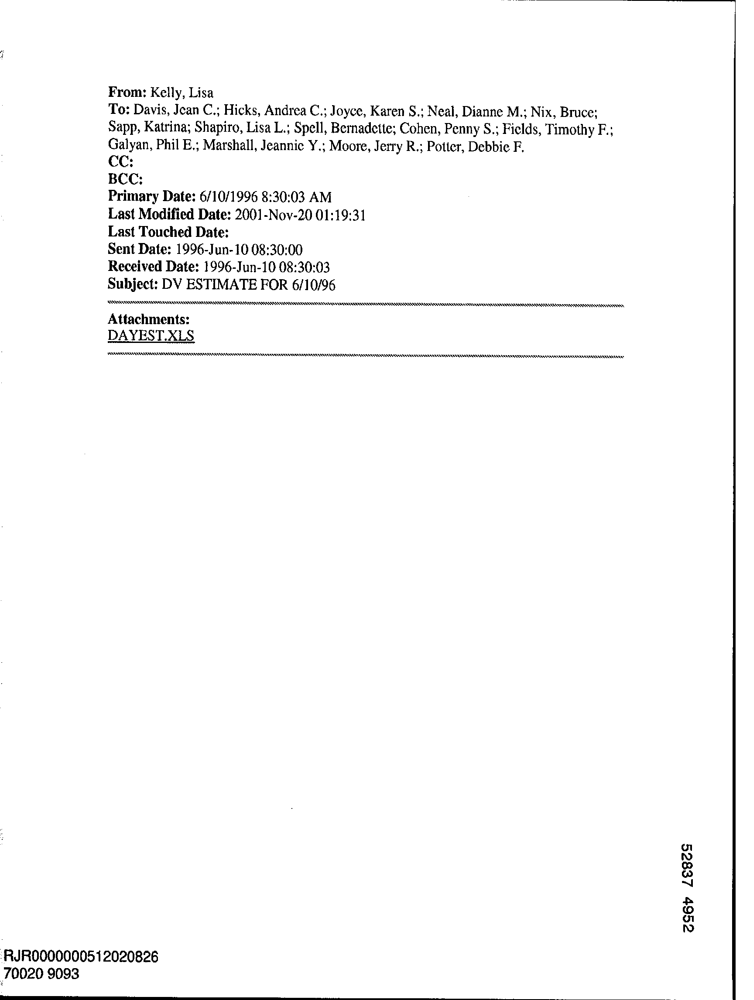 From: Kelly, Lisa
To: Davis, Jean C.; Hicks, Andrea C.; Joyce, Karen S.; Neal, Dianne M.; Nix, Bruce;
Sapp, Katrina; Shapiro, Lisa L.; Spell, Bernadette; Cohen, Penny S.; Fields, Timothy F.;
Galyan, Phil E.; Marshall, Jeannie Y.; Moore, Jerry R.; Potter, Debbie F.
CC:
BCC:
Primary Date: 6/10/1996 8:30:03 AM
Last Modified Date: 2001-Nov-20 01:19:31
Last Touched Date:
Sent Date: 1996-Jun-10 08:30:00
Received Date: 1996-Jun-10 08:30:03
Subject: DV ESTIMATE FOR 6/10/96
Attachments:
DAYEST.XLS
52837 4952
RJR0000000512020826
70020 9093